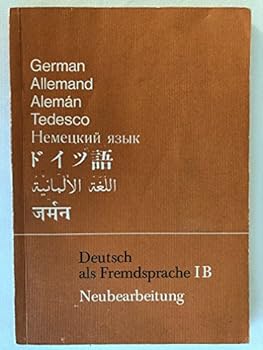 German
Allemand
Alemán
Tedesco
Немецкий язык
ドイツ語
اللغة الألمانية
जर्मन
Deutsch
als Fremdsprache IB
Neubearbeitung